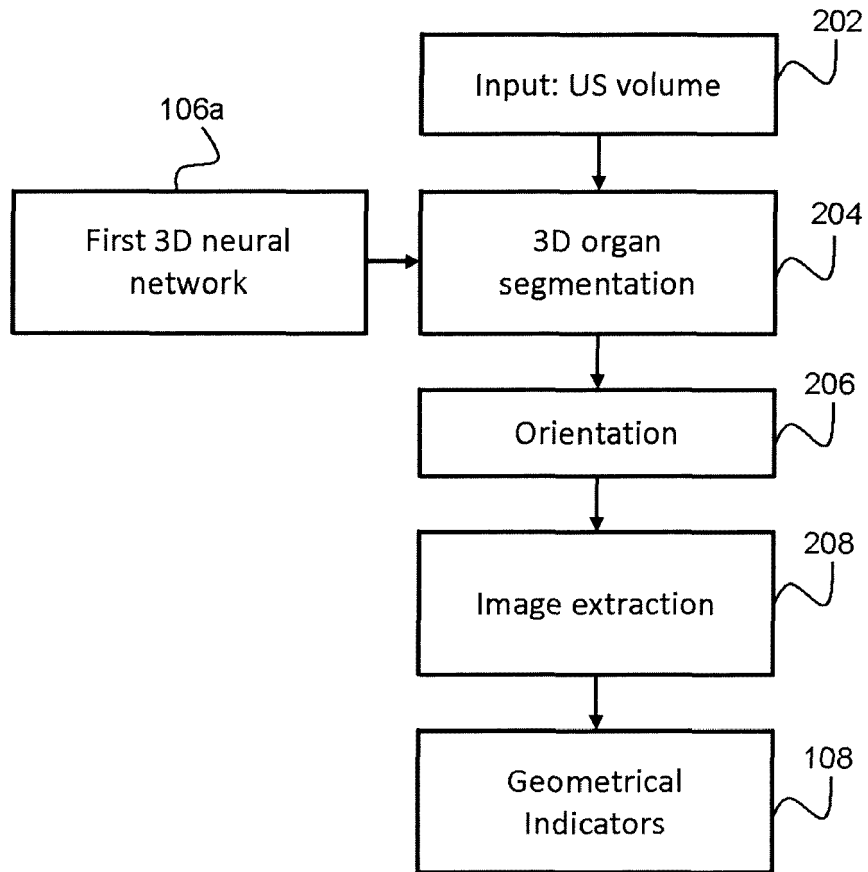 202
Input: US volume
106a
204
First 3D neural
network
3D organ
segmentation
206
Orientation
208
Image extraction
108
Geometrical
Indicators